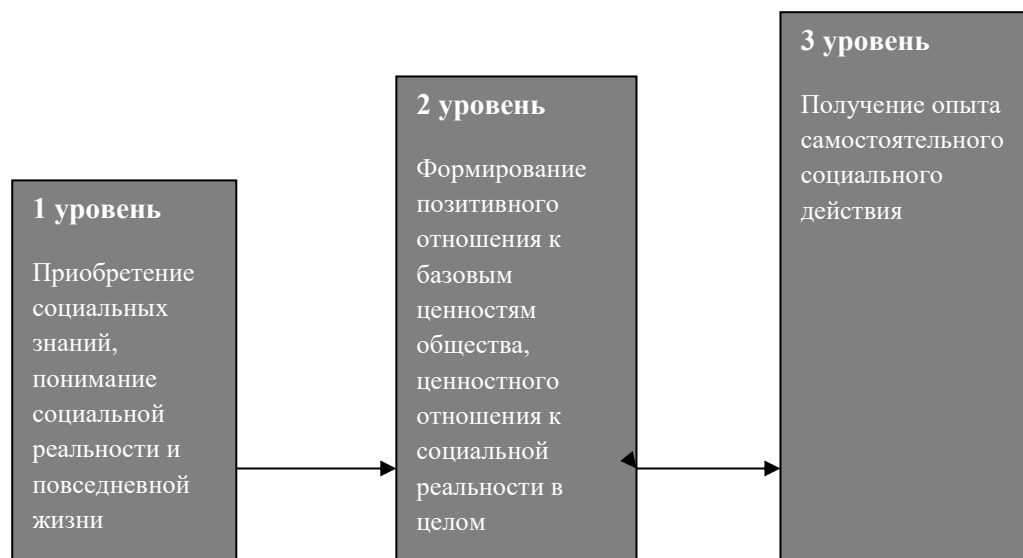 1 уровень
Приобретение
социальных
знаний,
понимание
социальной
реальности и
повседневной
жизни
2 уровень
Формирование
позитивного
отношения к
базовым
ценностям
общества,
ценностного
отношения к
социальной
реальности в
целом
3 уровень
Получение опыта
самостоятельного
социального
действия